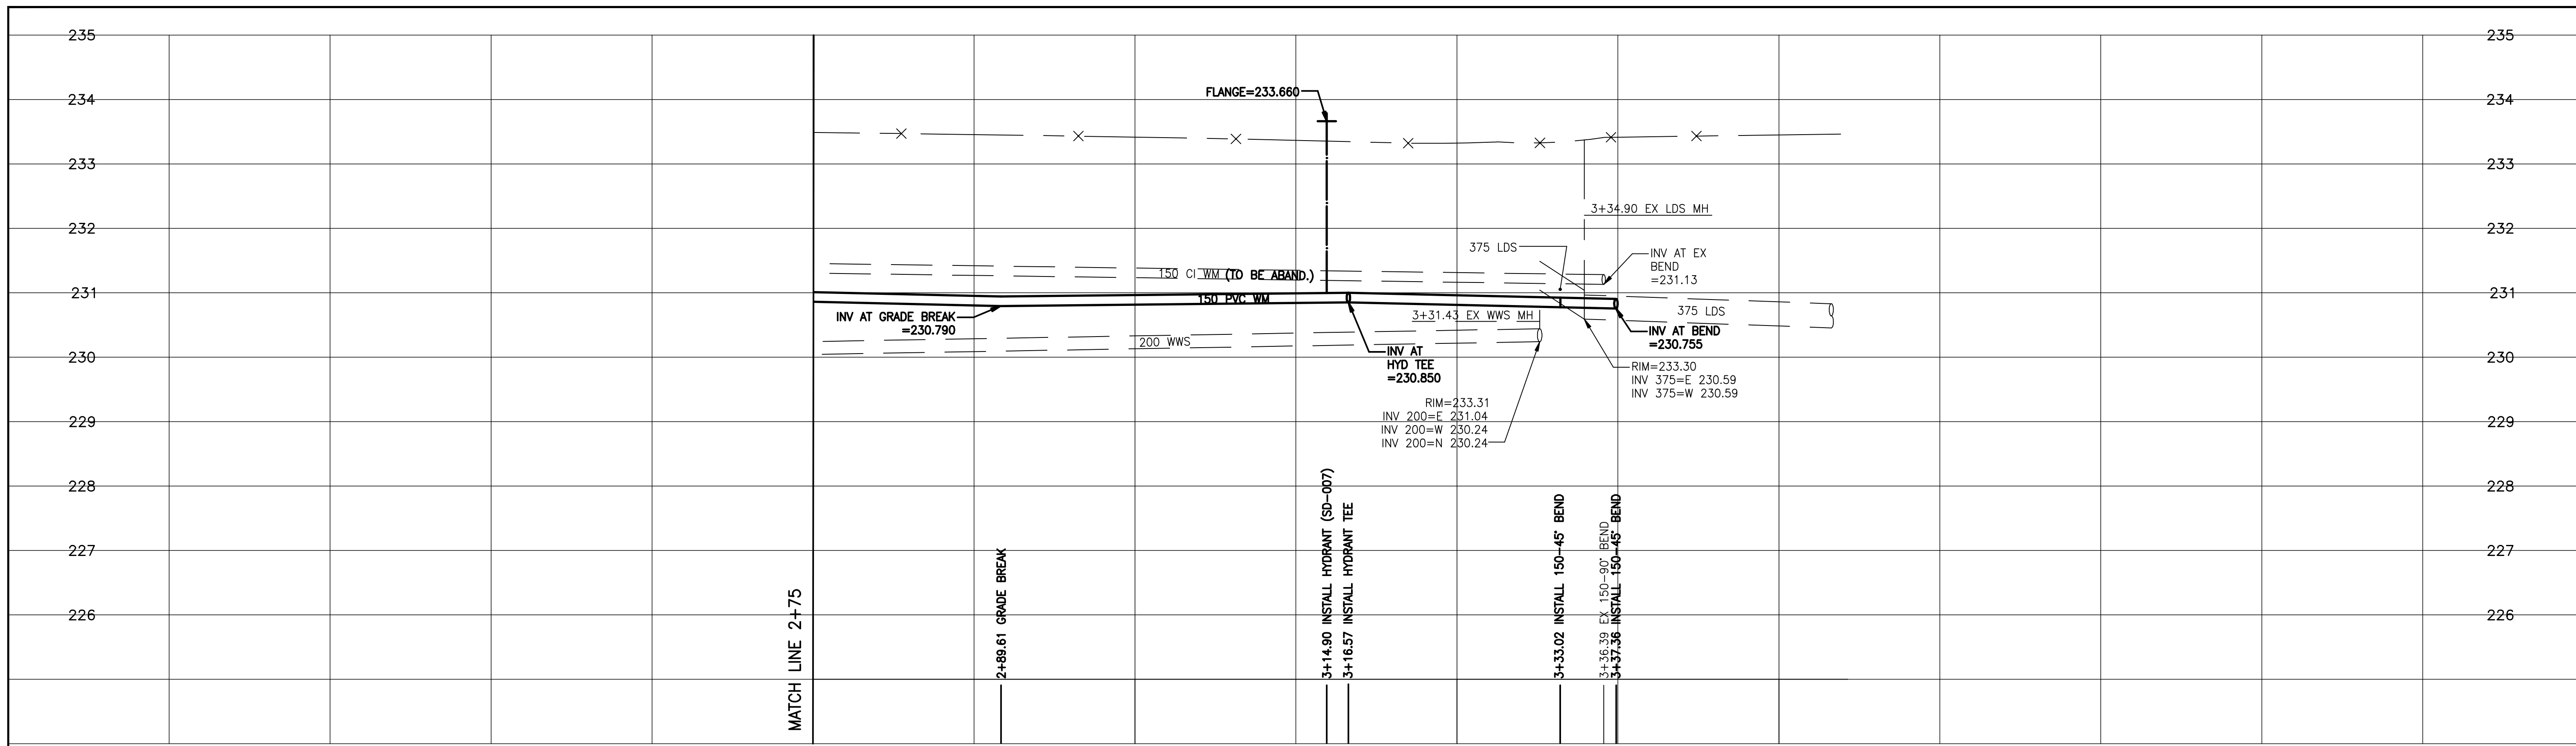 235
235
234
FLANGE=233.660
234
233
233
3+34.90 EX LDS MH
232
232
375 LDS
INV AT EX
BEND
=231.13
150 CI WM (TO BE ABAND.)
231
150 PVC WM
231
INV AT GRADE BREAK
=230.790
3+31.43 EX WWS MH
375 LDS
INV AT BEND
=230.755
200 WWS
230
230
INV AT
HYD TEE
=230.850
RIM=233.30
INV 375=E 230.59
INV 375=W 230.59
RIM=233.31
INV 200=E 231.04
INV 200=W 230.24
INV 200=N 230.24
229
229
228
228
227
227
226
226
MATCH LINE 2+75
2+89.61 GRADE BREAK
3+14.90 INSTALL HYDRANT (SD-007)
3+16.57 INSTALL HYDRANT TEE
3+33.02 INSTALL 150-45° BEND
3+36.39 EX 150-90° BEND
3+37.36 INSTALL 150-45° BEND